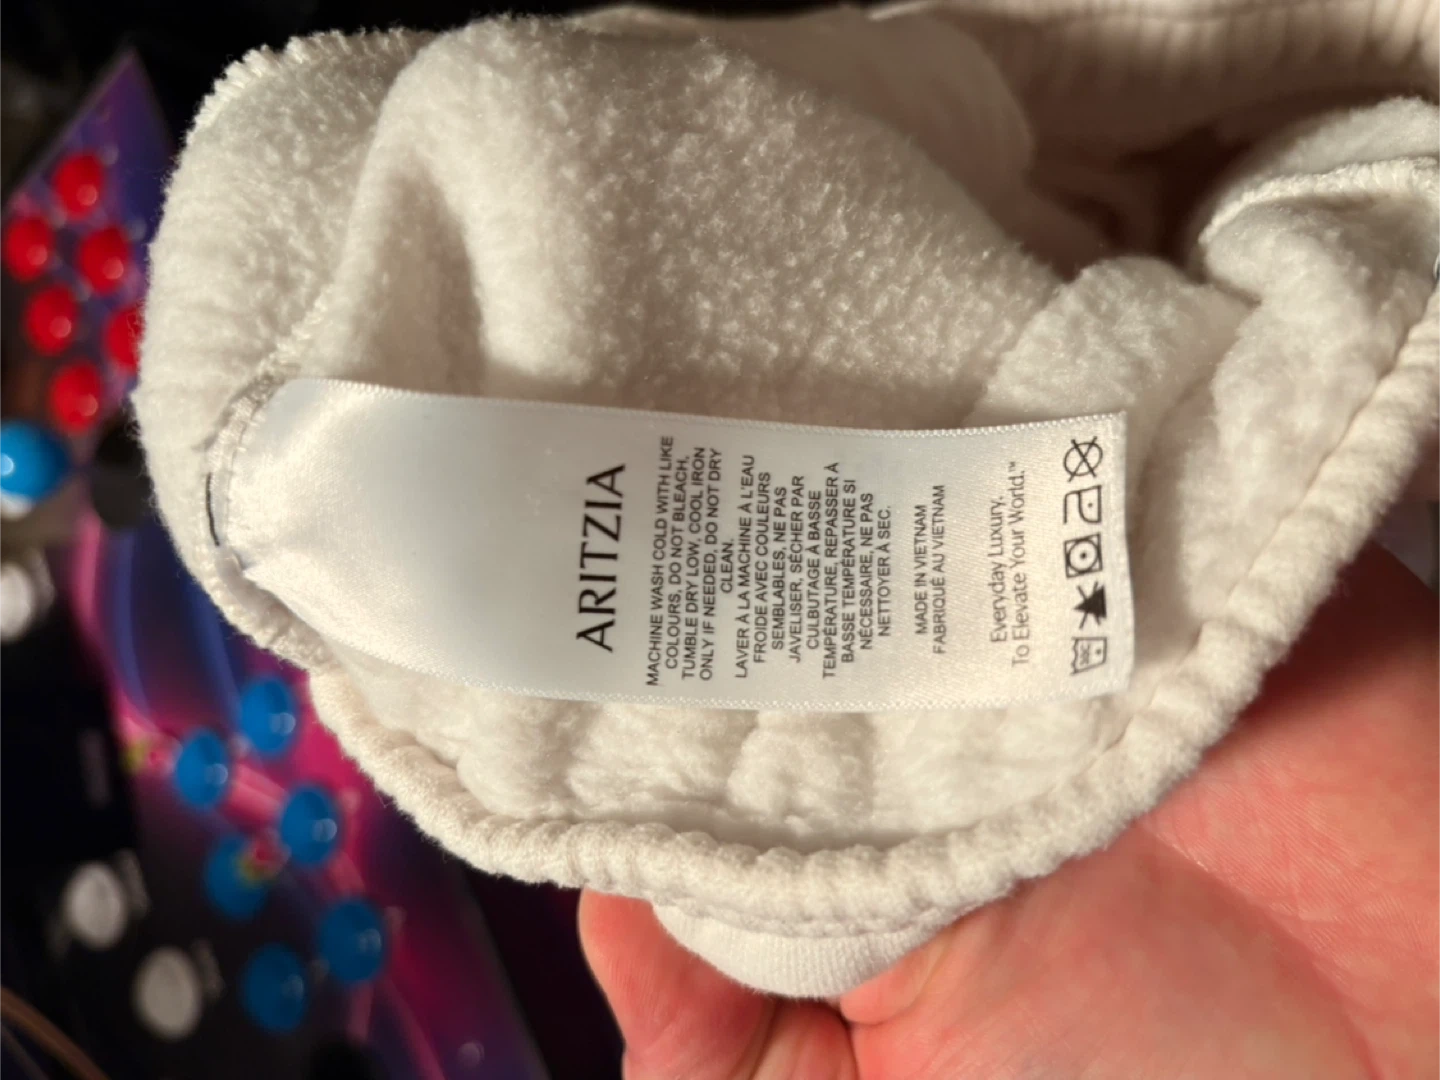 ARITZIA
MACHINE WASH COLD WITH LIKE
COLOURS, DO NOT BLEACH,
TUMBLE DRY LOW, COOL IRON
ONLY IF NEEDED, DO NOT DRY
CLEAN.
LAVER À LA MACHINE À L'EAU
FROIDE AVEC COULEURS
SEMBLABLES, NE PAS
JAVELISER, SÉCHER PAR
CULBUTAGE À BASSE
TEMPÉRATURE, REPASSER À
BASSE TEMPÉRATURE SI
NÉCESSAIRE, NE PAS
NETTOYER À SEC.
MADE IN VIETNAM
FABRIQUÉ AU VIETNAM
Everyday Luxury.
To Elevate Your World.™
30C